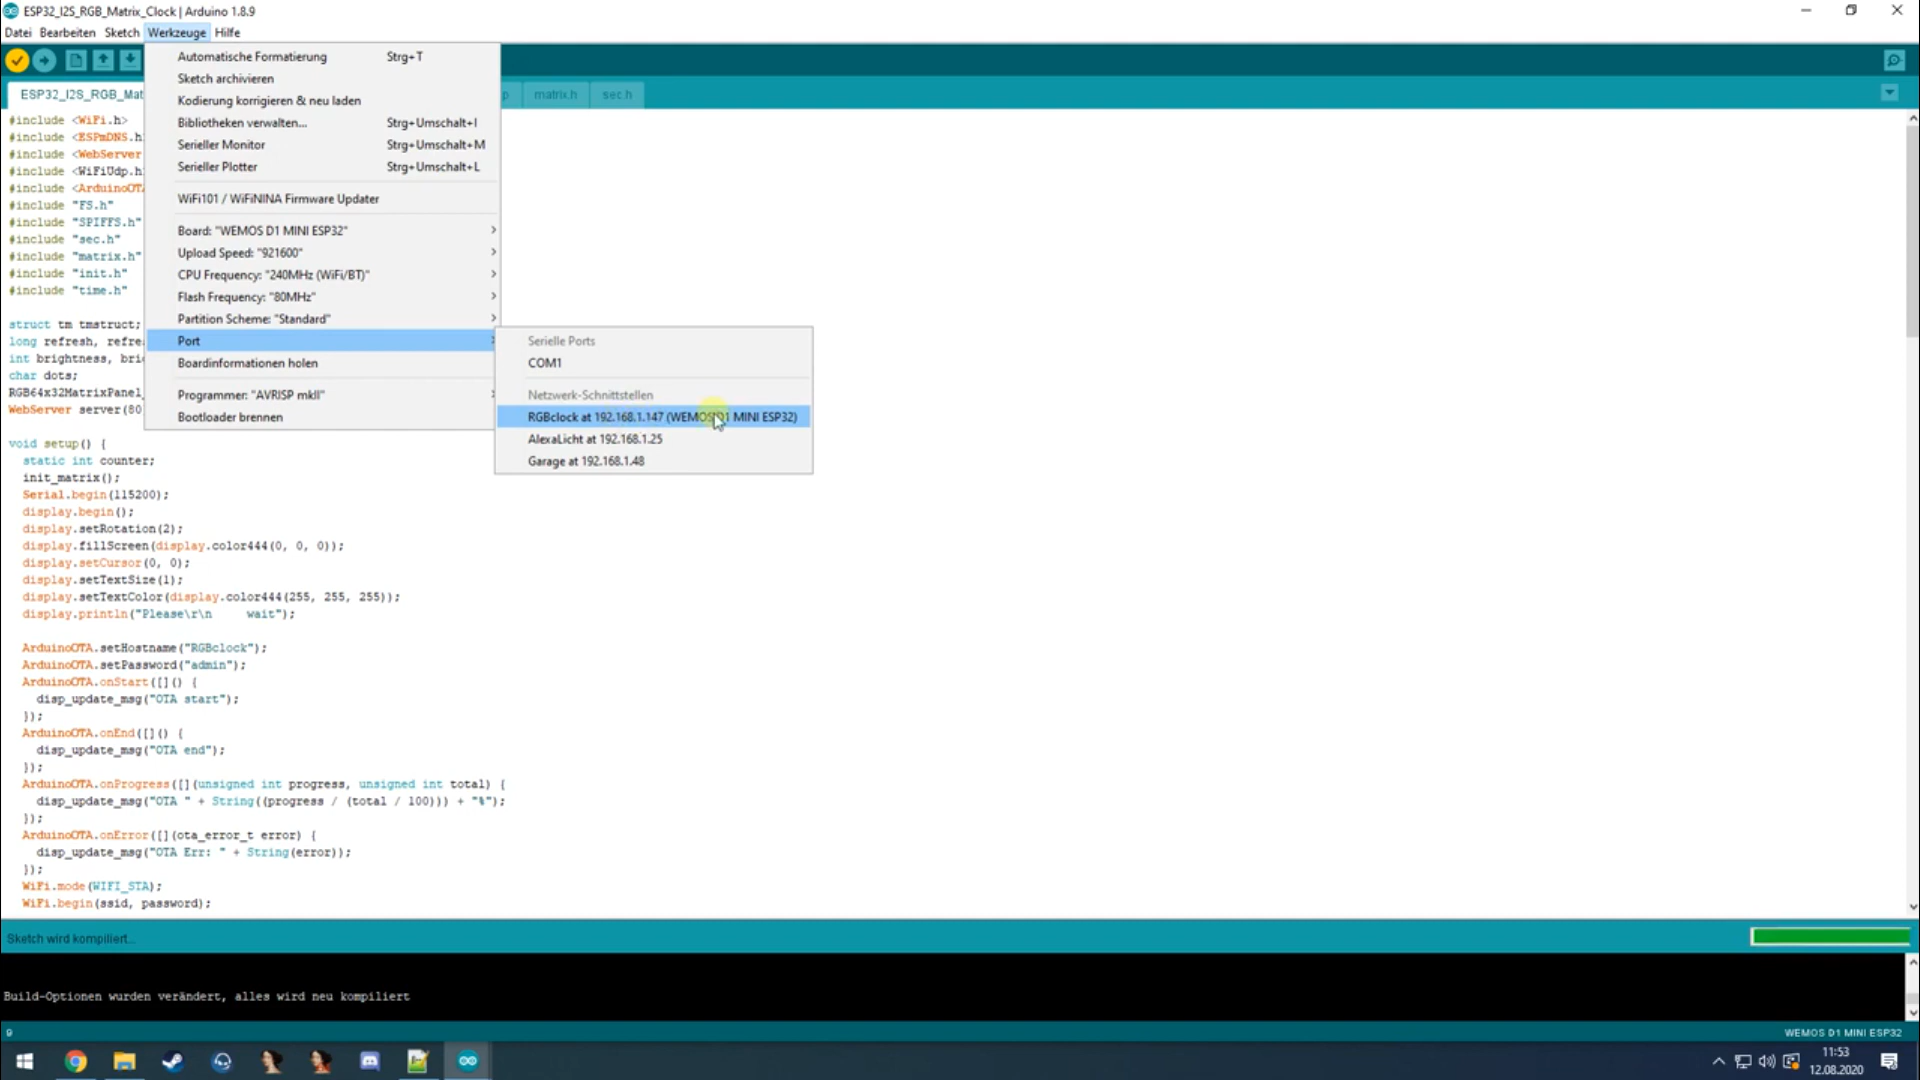 ESP32_I2S_RGB_Matrix_Clock | Arduino 1.8.9
Datei Bearbeiten Sketch Werkzeuge Hilfe
ESP32_I2S_RGB_Mat
p
matrix.h
sec.h
Automatische Formatierung Strg+T
Sketch archivieren
Kodierung korrigieren & neu laden
Bibliotheken verwalten... Strg+Umschalt+I
Serieller Monitor Strg+Umschalt+M
Serieller Plotter Strg+Umschalt+L
WiFi101 / WiFiNINA Firmware Updater
Board: "WEMOS D1 MINI ESP32"
Upload Speed: "921600"
CPU Frequency: "240MHz (WiFi/BT)"
Flash Frequency: "80MHz"
Partition Scheme: "Standard"
Port
Boardinformationen holen
Programmer: "AVRISP mkII"
Bootloader brennen
Serielle Ports
COM1
Netzwerk-Schnittstellen
RGBclock at 192.168.1.147 (WEMOS D1 MINI ESP32)
AlexaLicht at 192.168.1.25
Garage at 192.168.1.48
#include <WiFi.h>
#include <ESPmDNS.h
#include <WebServer
#include <WiFiUdp.h
#include <ArduinoOTA
#include "FS.h"
#include "SPIFFS.h"
#include "sec.h"
#include "matrix.h"
#include "init.h"
#include "time.h"
struct tm tmstruct;
long refresh, refre
int brightness, bri
char dots;
RGB64x32MatrixPanel_
WebServer server(80
void setup() {
static int counter;
init_matrix();
Serial.begin(115200);
display.begin();
display.setRotation(2);
display.fillScreen(display.color444(0, 0, 0));
display.setCursor(0, 0);
display.setTextSize(1);
display.setTextColor(display.color444(255, 255, 255));
display.println("Please\r\n     wait");
ArduinoOTA.setHostname("RGBclock");
ArduinoOTA.setPassword("admin");
ArduinoOTA.onStart([]() {
disp_update_msg("OTA start");
});
ArduinoOTA.onEnd([]() {
disp_update_msg("OTA end");
});
ArduinoOTA.onProgress([](unsigned int progress, unsigned int total) {
disp_update_msg("OTA " + String((progress / (total / 100))) + "%");
});
ArduinoOTA.onError([](ota_error_t error) {
disp_update_msg("OTA Err: " + String(error));
});
WiFi.mode(WIFI_STA);
WiFi.begin(ssid, password);
Sketch wird kompiliert...
Build-Optionen wurden verändert, alles wird neu kompiliert
9
WEMOS D1 MINI ESP32
11:53
12.08.2020